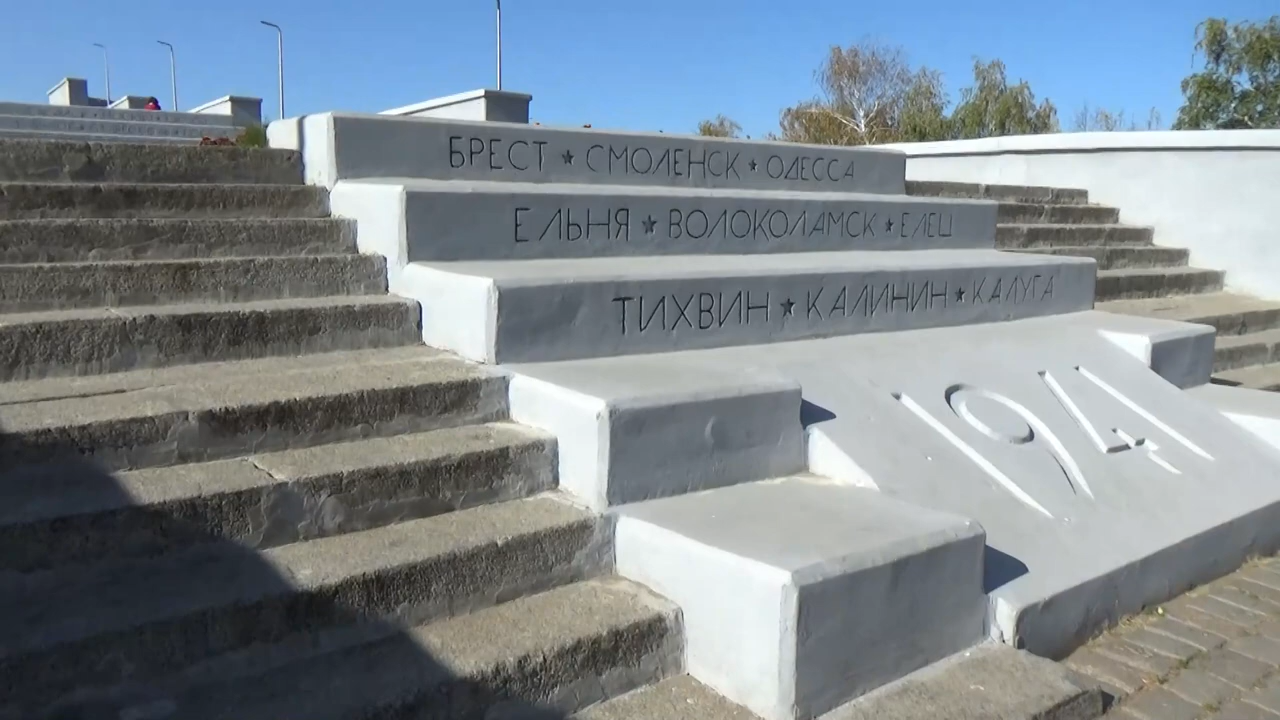 БРЕСТ ★ СМОЛЕНСК ★ ОДЕССА
ЕЛЬНЯ ★ ВОЛОКОЛАМСК ★ ЕЛЕЦ
ТИХВИН ★ КАЛИНИН ★ КАЛУГА
1941